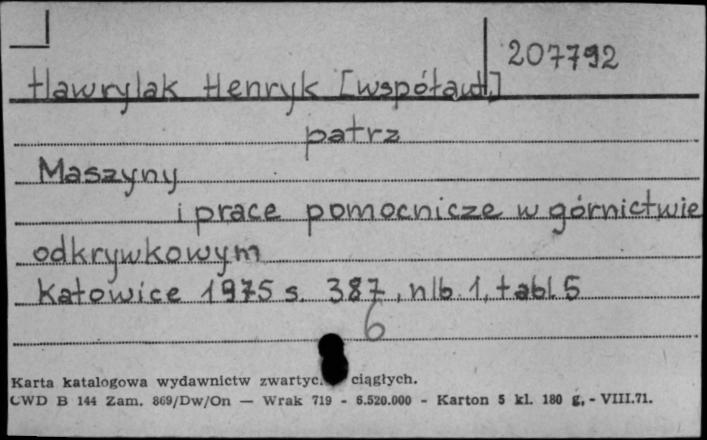 207792
Hawrylak Henryk [współaut.]
patrz
Maszyny
i prace pomocnicze w górnictwie
odkrywkowym
Katowice 1975 s. 387, nlb. 1, tabl. 5
6
Karta katalogowa wydawnictw zwartyc. ciągłych.
CWD B 144 Zam. 869/Dw/On — Wrak 719 - 6.520.000 - Karton 5 kl. 180 g. - VIII.71.